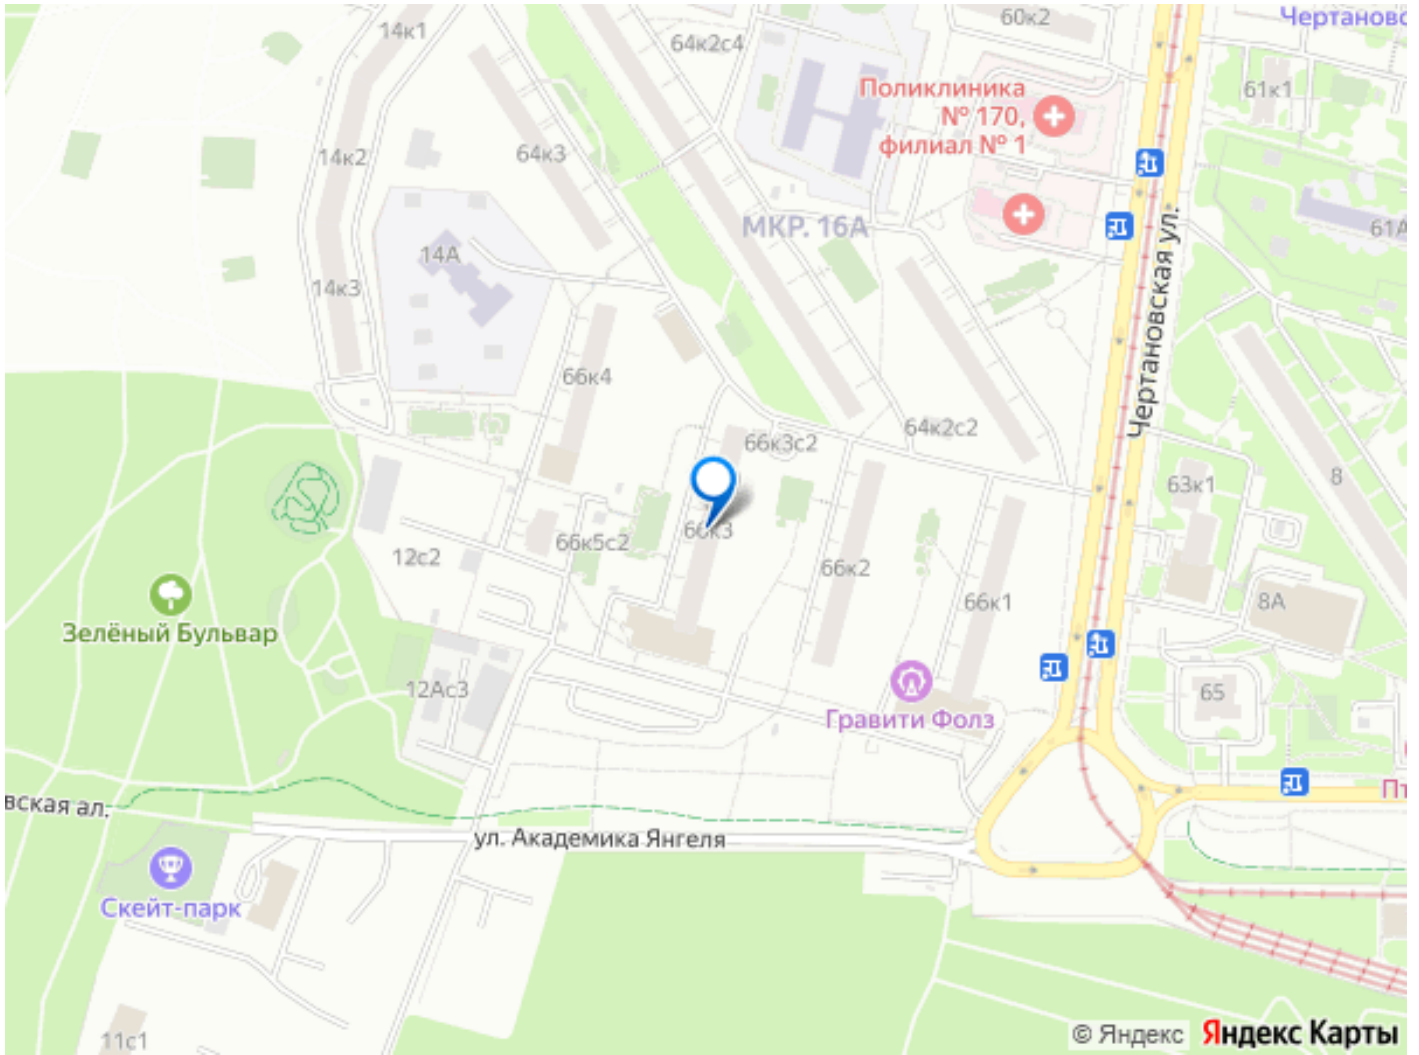 14к1
60к2
Чертаново
64к2с4
Поликлиника
№ 170,
филиал № 1
61к1
14к2
64к3
МКР. 16А
61А
14А
14к3
Чертановская ул.
66к4
66к3с2
64к2с2
8
63к1
66к3
66к5с2
12с2
66к2
66к1
8А
Зелёный Бульвар
12Ас3
65
Гравити Фолз
Пт
вская ал.
ул. Академика Янгеля
Скейт-парк
11с1
© Яндекс Яндекс Карты